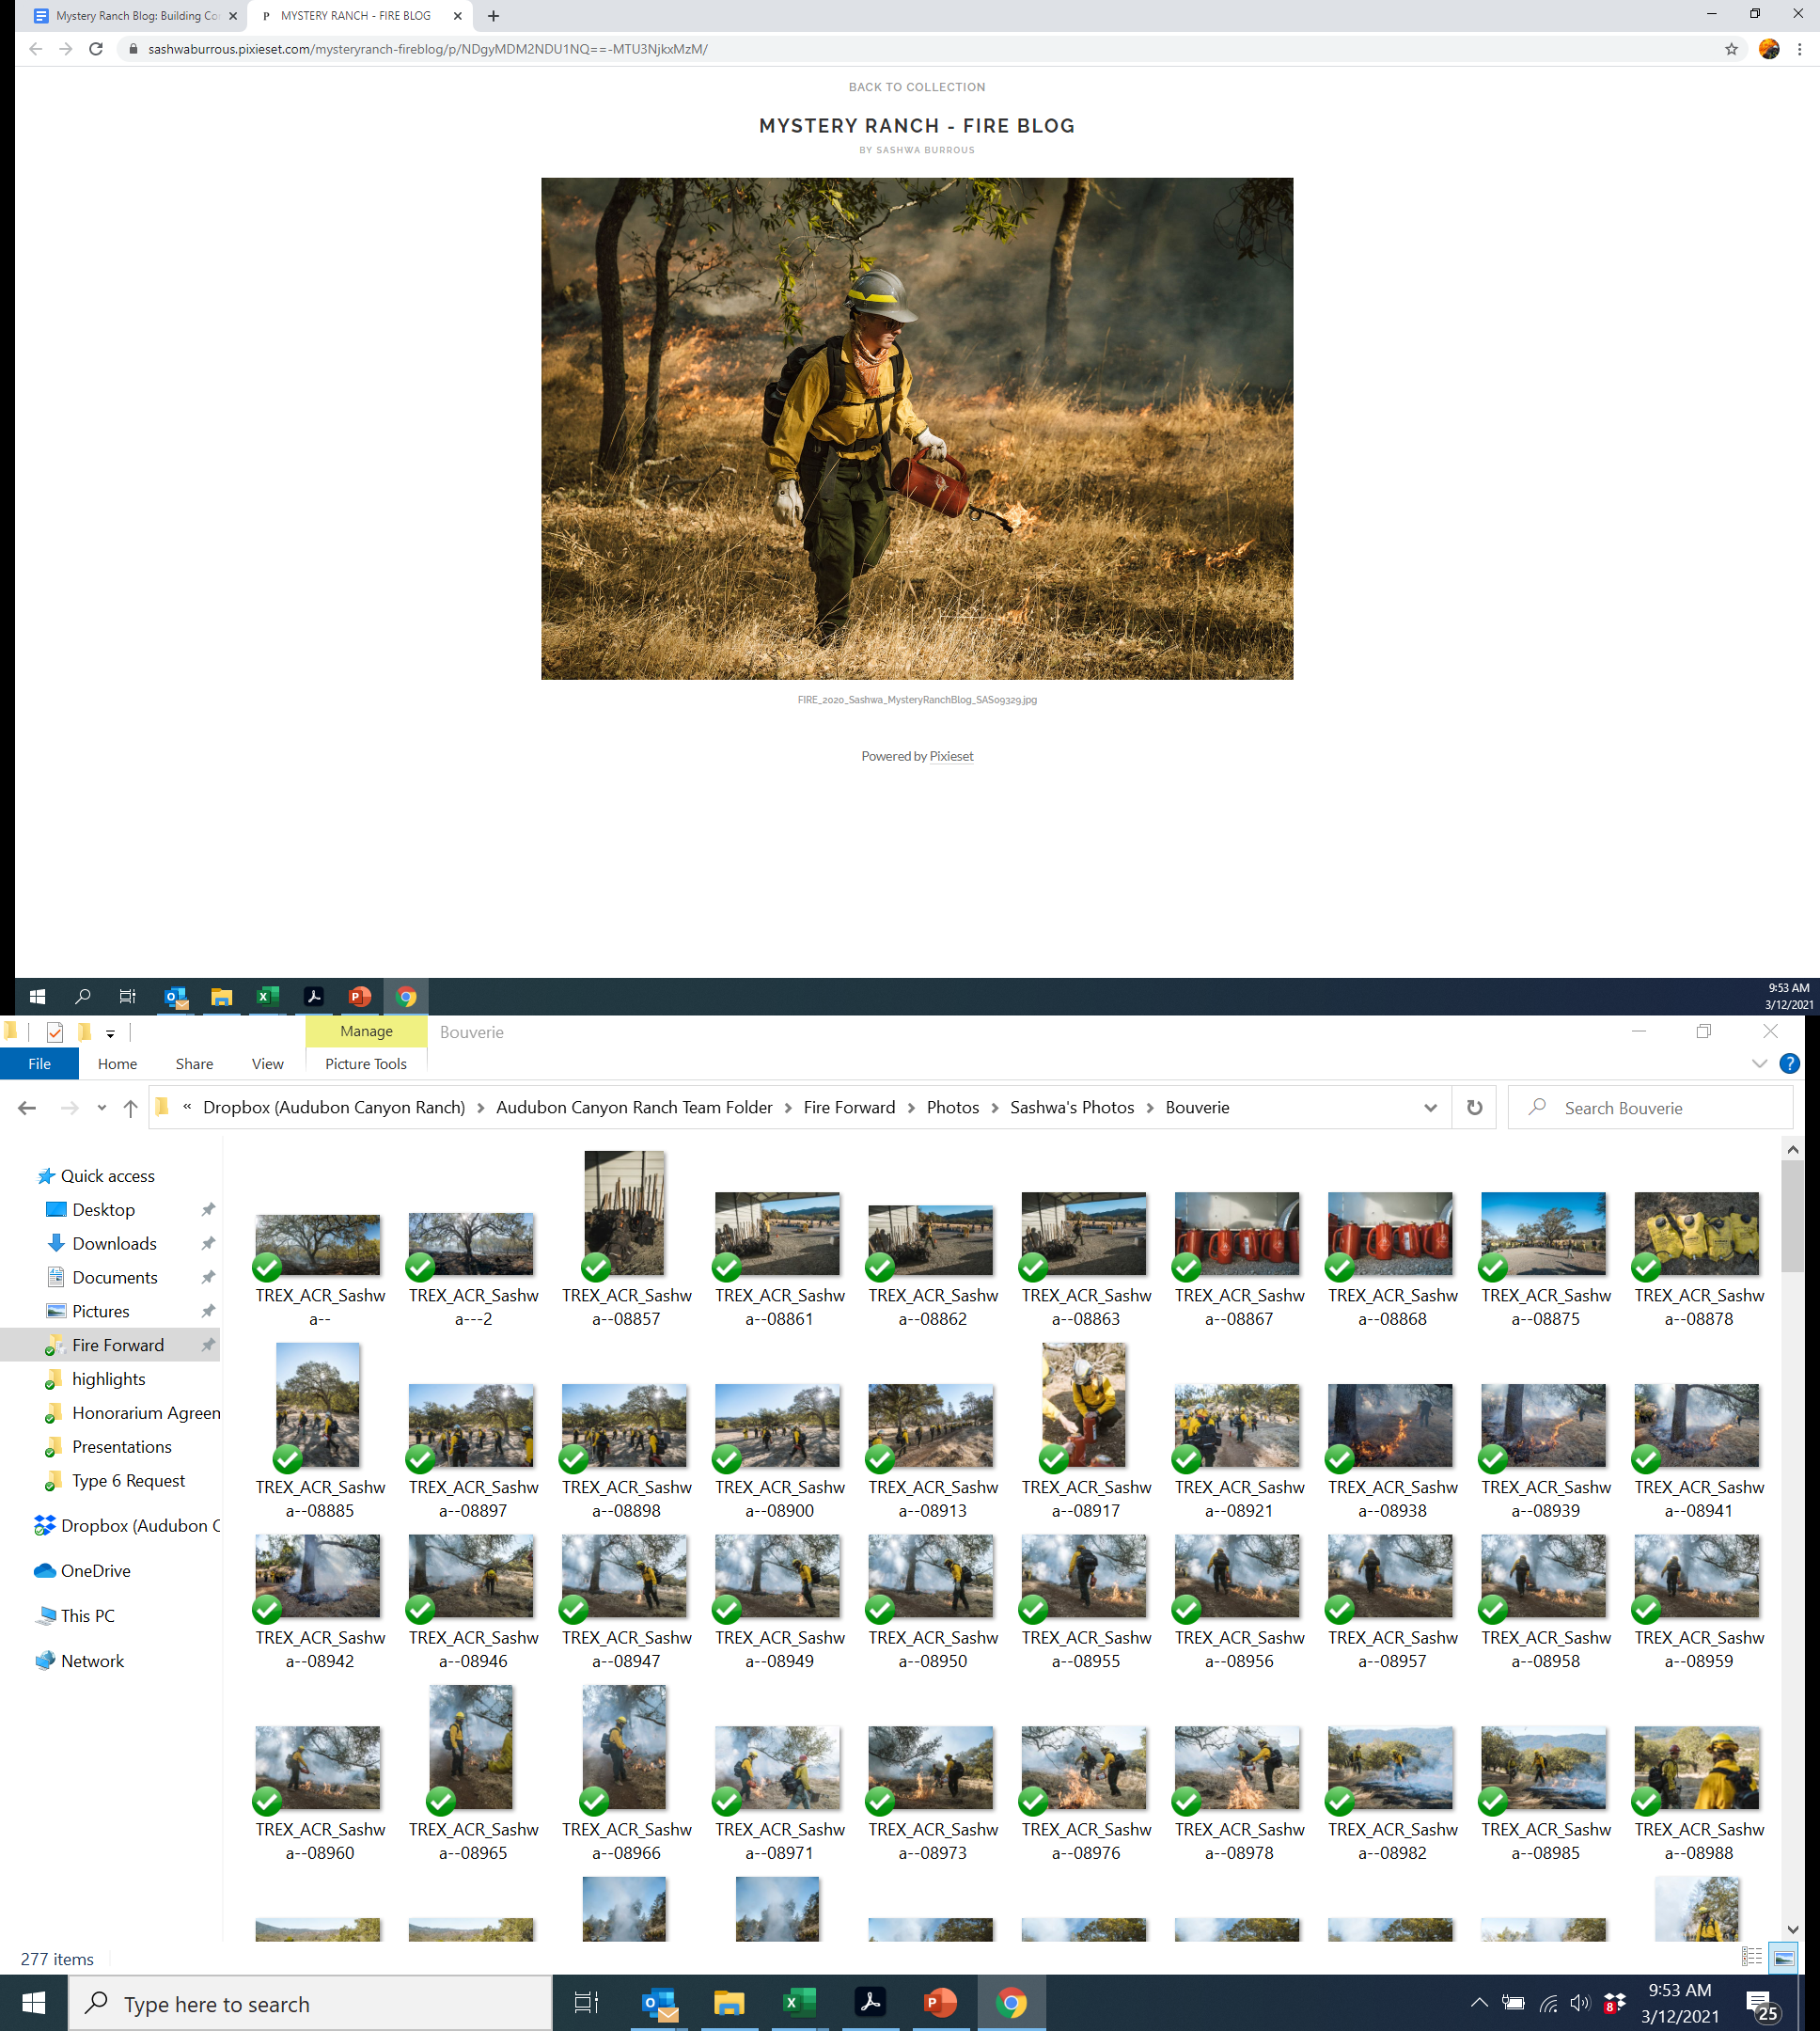 Mystery Ranch Blog: Building Co
MYSTERY RANCH - FIRE BLOG
sashwaburrous.pixieset.com/mysteryranch-fireblog/p/NDgyMDM2NDU1NQ==-MTU3NjkxMzM/
BACK TO COLLECTION
MYSTERY RANCH - FIRE BLOG
BY SASHWA BURROUS
FIRE_2020_Sashwa_MysteryRanchBlog_SAS09329.jpg
Powered by Pixieset
9:53 AM
3/12/2021
Manage
Bouverie
File Home Share View Picture Tools
« Dropbox (Audubon Canyon Ranch) > Audubon Canyon Ranch Team Folder > Fire Forward > Photos > Sashwa's Photos > Bouverie
Search Bouverie
Quick access
Desktop
Downloads
Documents
Pictures
Fire Forward
highlights
Honorarium Agreen
Presentations
Type 6 Request
Dropbox (Audubon C
OneDrive
This PC
Network
TREX_ACR_Sashw TREX_ACR_Sashw TREX_ACR_Sashw TREX_ACR_Sashw TREX_ACR_Sashw TREX_ACR_Sashw TREX_ACR_Sashw TREX_ACR_Sashw TREX_ACR_Sashw TREX_ACR_Sashw
a-- a---2 a--08857 a--08861 a--08862 a--08863 a--08867 a--08868 a--08875 a--08878
TREX_ACR_Sashw TREX_ACR_Sashw TREX_ACR_Sashw TREX_ACR_Sashw TREX_ACR_Sashw TREX_ACR_Sashw TREX_ACR_Sashw TREX_ACR_Sashw TREX_ACR_Sashw TREX_ACR_Sashw
a--08885 a--08897 a--08898 a--08900 a--08913 a--08917 a--08921 a--08938 a--08939 a--08941
TREX_ACR_Sashw TREX_ACR_Sashw TREX_ACR_Sashw TREX_ACR_Sashw TREX_ACR_Sashw TREX_ACR_Sashw TREX_ACR_Sashw TREX_ACR_Sashw TREX_ACR_Sashw TREX_ACR_Sashw
a--08942 a--08946 a--08947 a--08949 a--08950 a--08955 a--08956 a--08957 a--08958 a--08959
TREX_ACR_Sashw TREX_ACR_Sashw TREX_ACR_Sashw TREX_ACR_Sashw TREX_ACR_Sashw TREX_ACR_Sashw TREX_ACR_Sashw TREX_ACR_Sashw TREX_ACR_Sashw TREX_ACR_Sashw
a--08960 a--08965 a--08966 a--08971 a--08973 a--08976 a--08978 a--08982 a--08985 a--08988
277 items
Type here to search
8
9:53 AM
3/12/2021
25